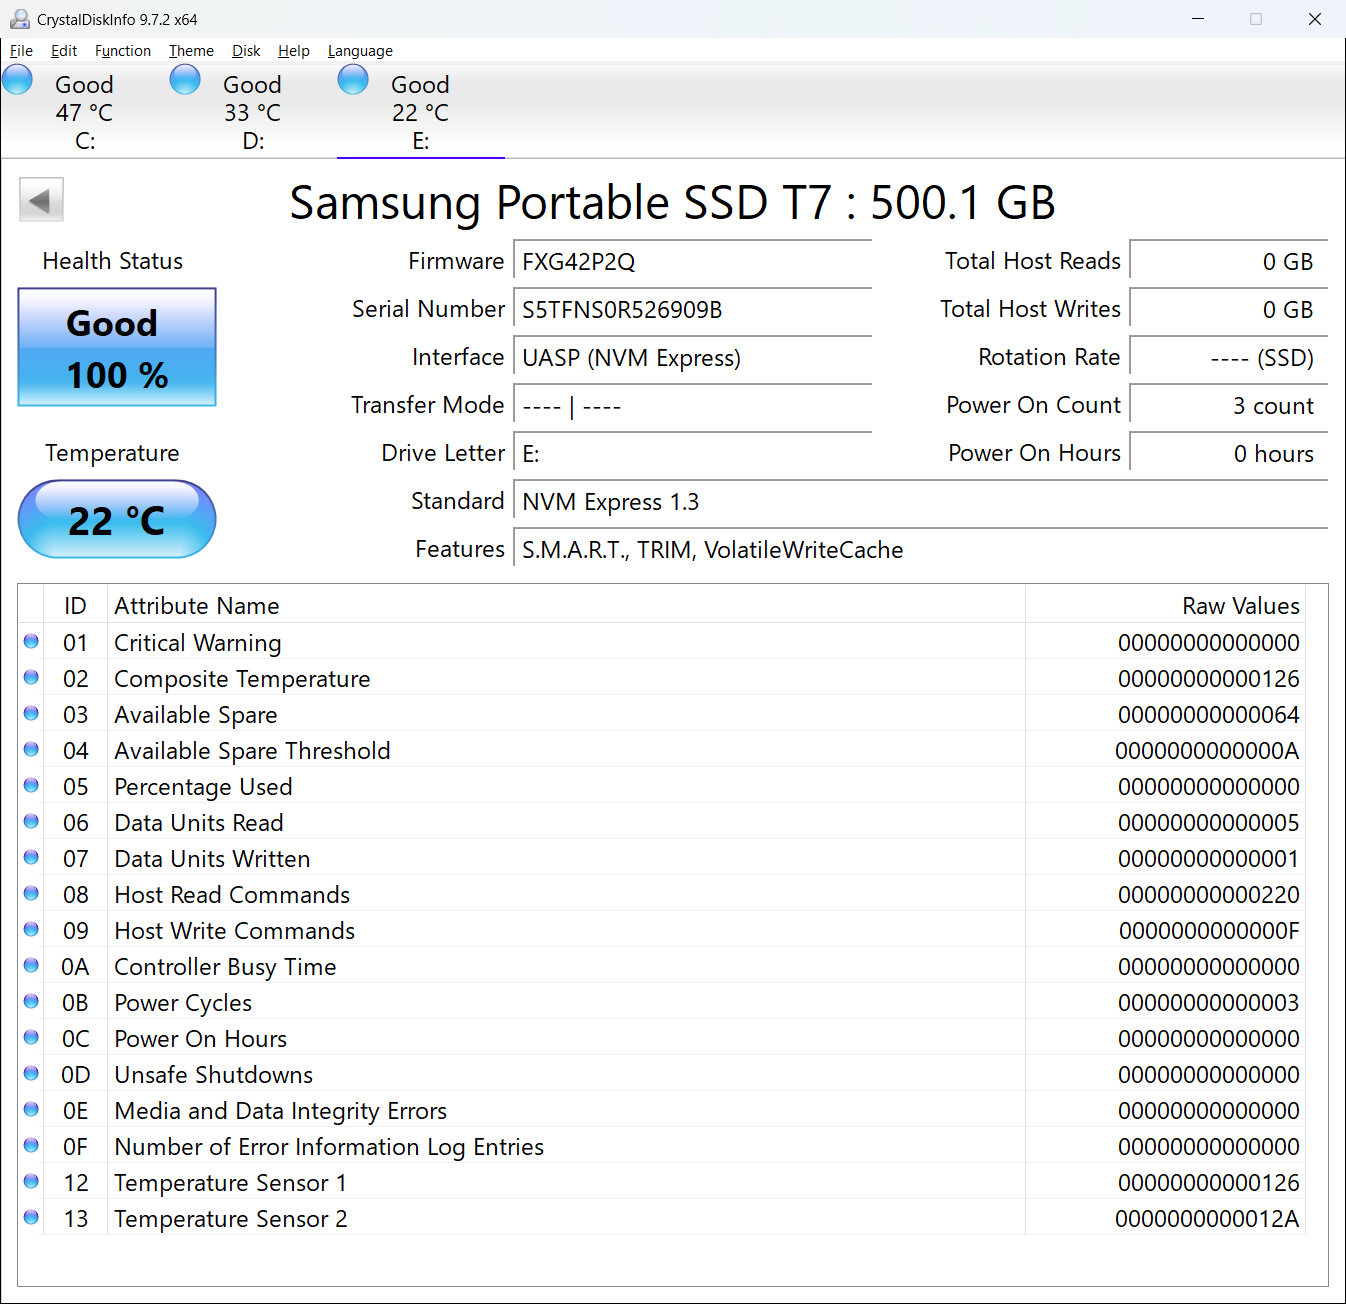 CrystalDiskInfo 9.7.2 x64
File Edit Function Theme Disk Help Language
Good Good Good
47 °C 33 °C 22 °C
C: D: E:
Samsung Portable SSD T7 : 500.1 GB
Health Status
Good
100 %
Temperature
22 °C
Firmware FXG42P2Q
Serial Number S5TFNS0R526909B
Interface UASP (NVM Express)
Transfer Mode ---- | ----
Drive Letter E:
Standard NVM Express 1.3
Features S.M.A.R.T., TRIM, VolatileWriteCache
Total Host Reads 0 GB
Total Host Writes 0 GB
Rotation Rate ---- (SSD)
Power On Count 3 count
Power On Hours 0 hours
ID Attribute Name Raw Values
01 Critical Warning 00000000000000
02 Composite Temperature 00000000000126
03 Available Spare 00000000000064
04 Available Spare Threshold 0000000000000A
05 Percentage Used 00000000000000
06 Data Units Read 00000000000005
07 Data Units Written 00000000000001
08 Host Read Commands 00000000000220
09 Host Write Commands 0000000000000F
0A Controller Busy Time 00000000000000
0B Power Cycles 00000000000003
0C Power On Hours 00000000000000
0D Unsafe Shutdowns 00000000000000
0E Media and Data Integrity Errors 00000000000000
0F Number of Error Information Log Entries 00000000000000
12 Temperature Sensor 1 00000000000126
13 Temperature Sensor 2 0000000000012A